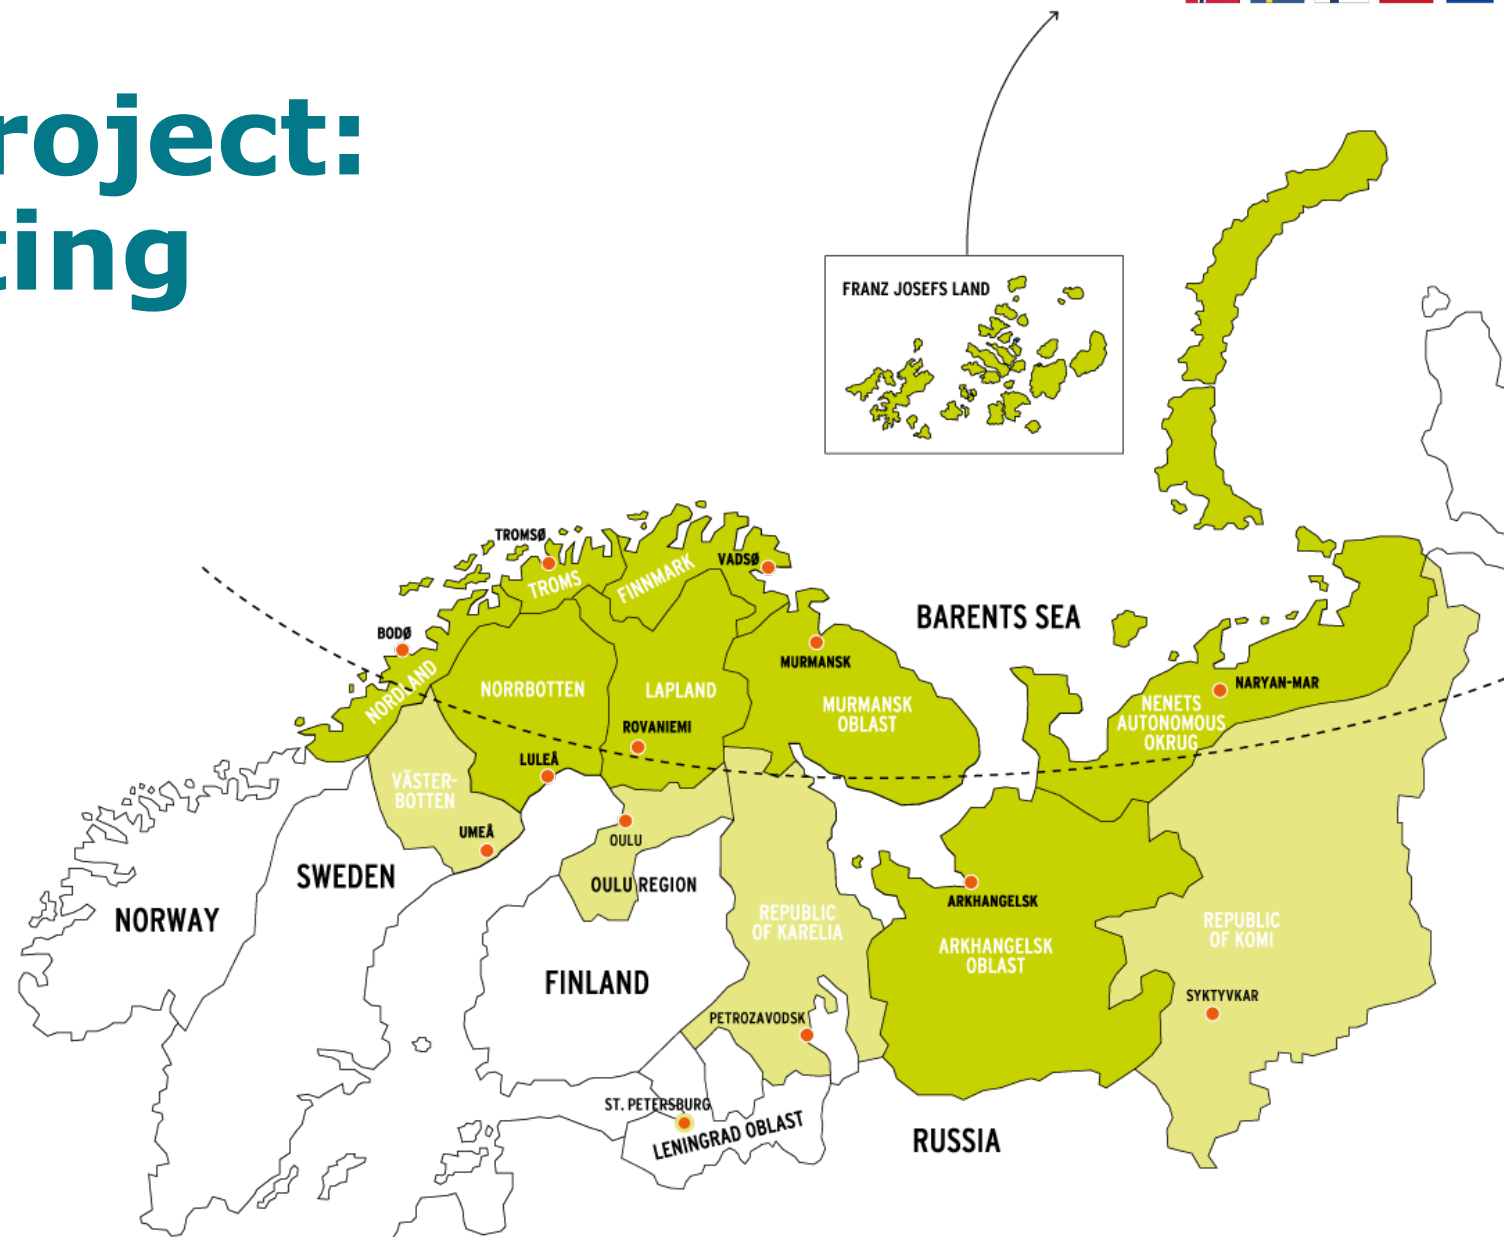 roject:
ting
FRANZ JOSEFS LAND
TROMSØ
TROMS
FINNMARK
VADSØ
BARENTS SEA
BODØ
NORDLAND
NORRBOTTEN
LAPLAND
MURMANSK
MURMANSK
OBLAST
NARYAN-MAR
NENETS
AUTONOMOUS
OKRUG
ROVANIEMI
LULEÅ
VÄSTER-
BOTTEN
UMEÅ
OULU
OULU REGION
SWEDEN
NORWAY
FINLAND
ARKHANGELSK
ARKHANGELSK
OBLAST
REPUBLIC
OF KARELIA
REPUBLIC
OF KOMI
SYKTYVKAR
PETROZAVODSK
ST. PETERSBURG
LENINGRAD OBLAST
RUSSIA